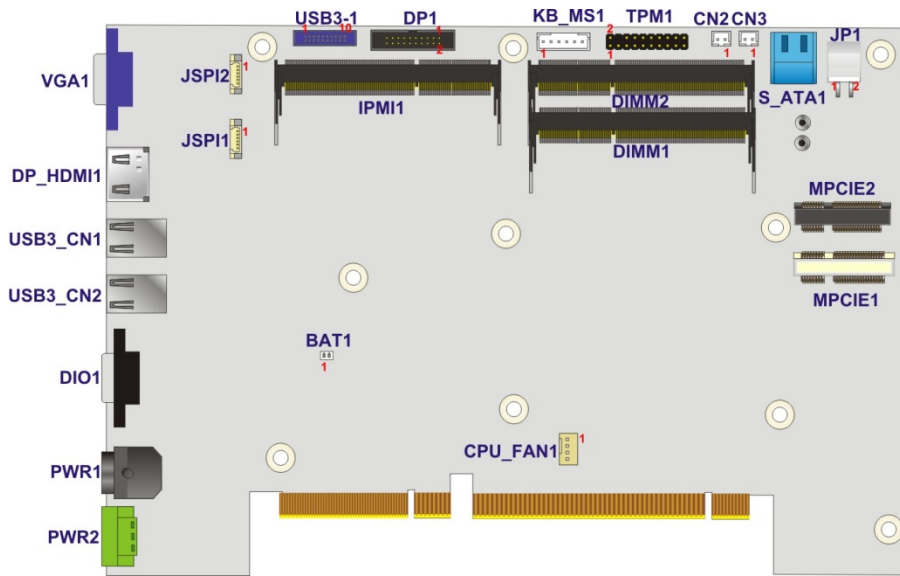 USB3-1 DP1 KB_MS1 TPM1 CN2 CN3 JP1
1 10 1 2
2 1 1 1 1 1 2
VGA1
JSPI2 1
IPMI1
DIMM2
S_ATA1
JSPI1 1
DIMM1
DP_HDMI1
MPCIE2
USB3_CN1
USB3_CN2
MPCIE1
BAT1
1
DIO1
CPU_FAN1 1
PWR1
PWR2